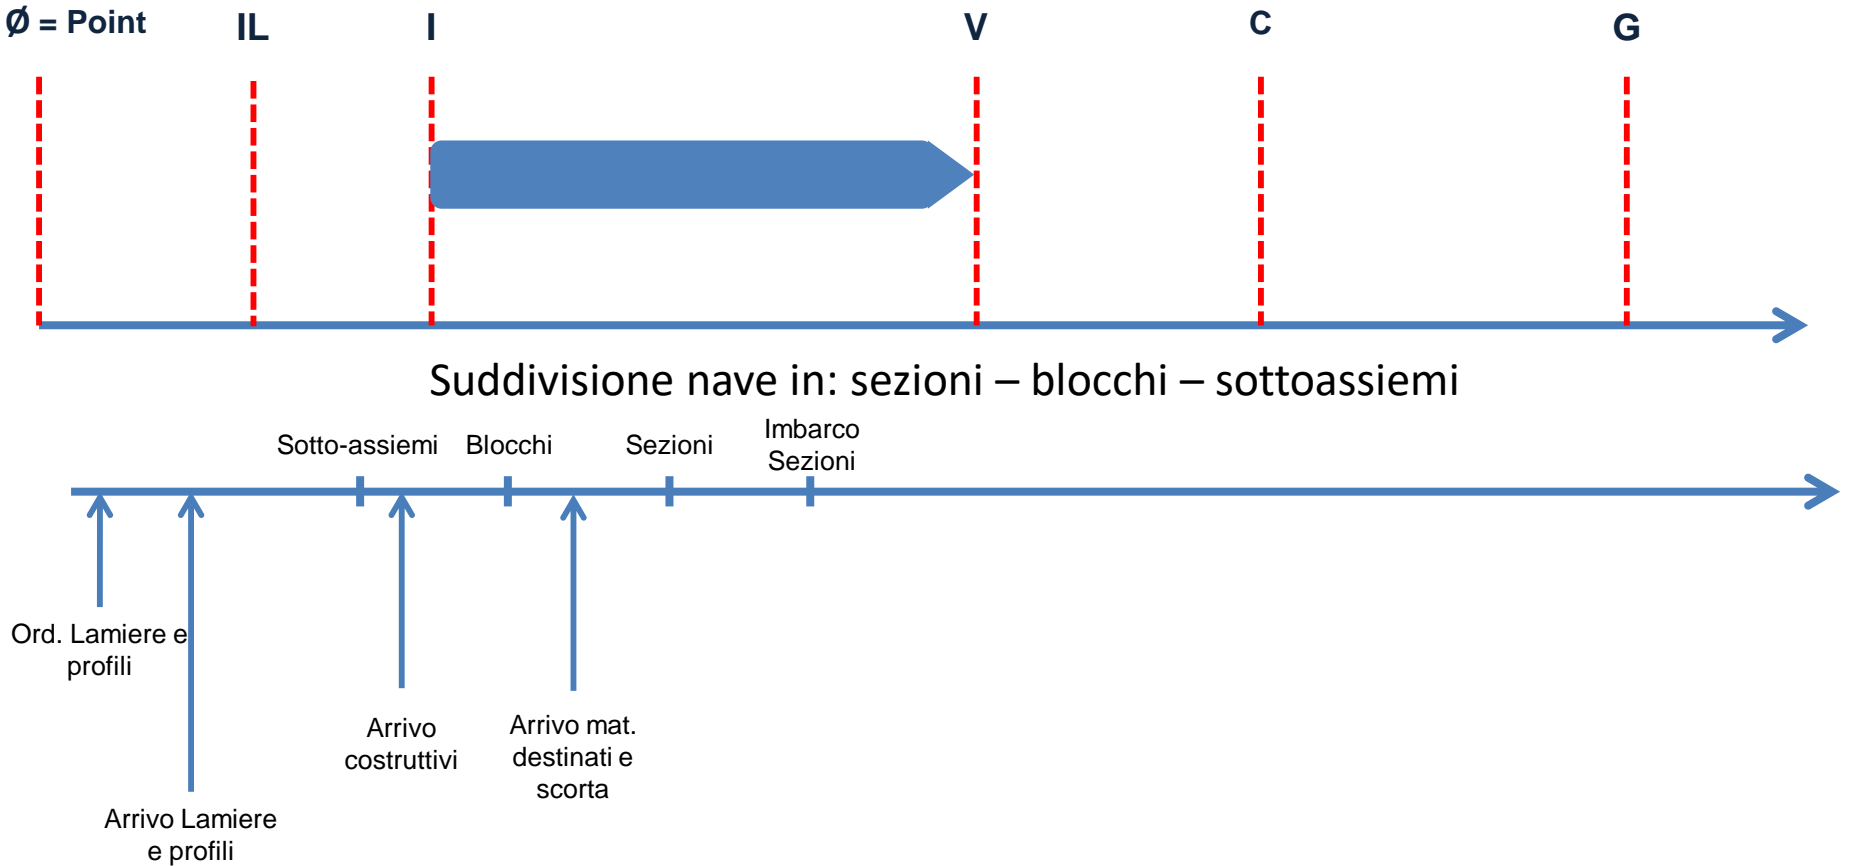 Ø = Point IL I V C G
Suddivisione nave in: sezioni – blocchi – sottoassiemi
Sotto-assiemi
Blocchi
Sezioni
Imbarco
Sezioni
Ord. Lamiere e
profili
Arrivo Lamiere
e profili
Arrivo
costruttivi
Arrivo mat.
destinati e
scorta